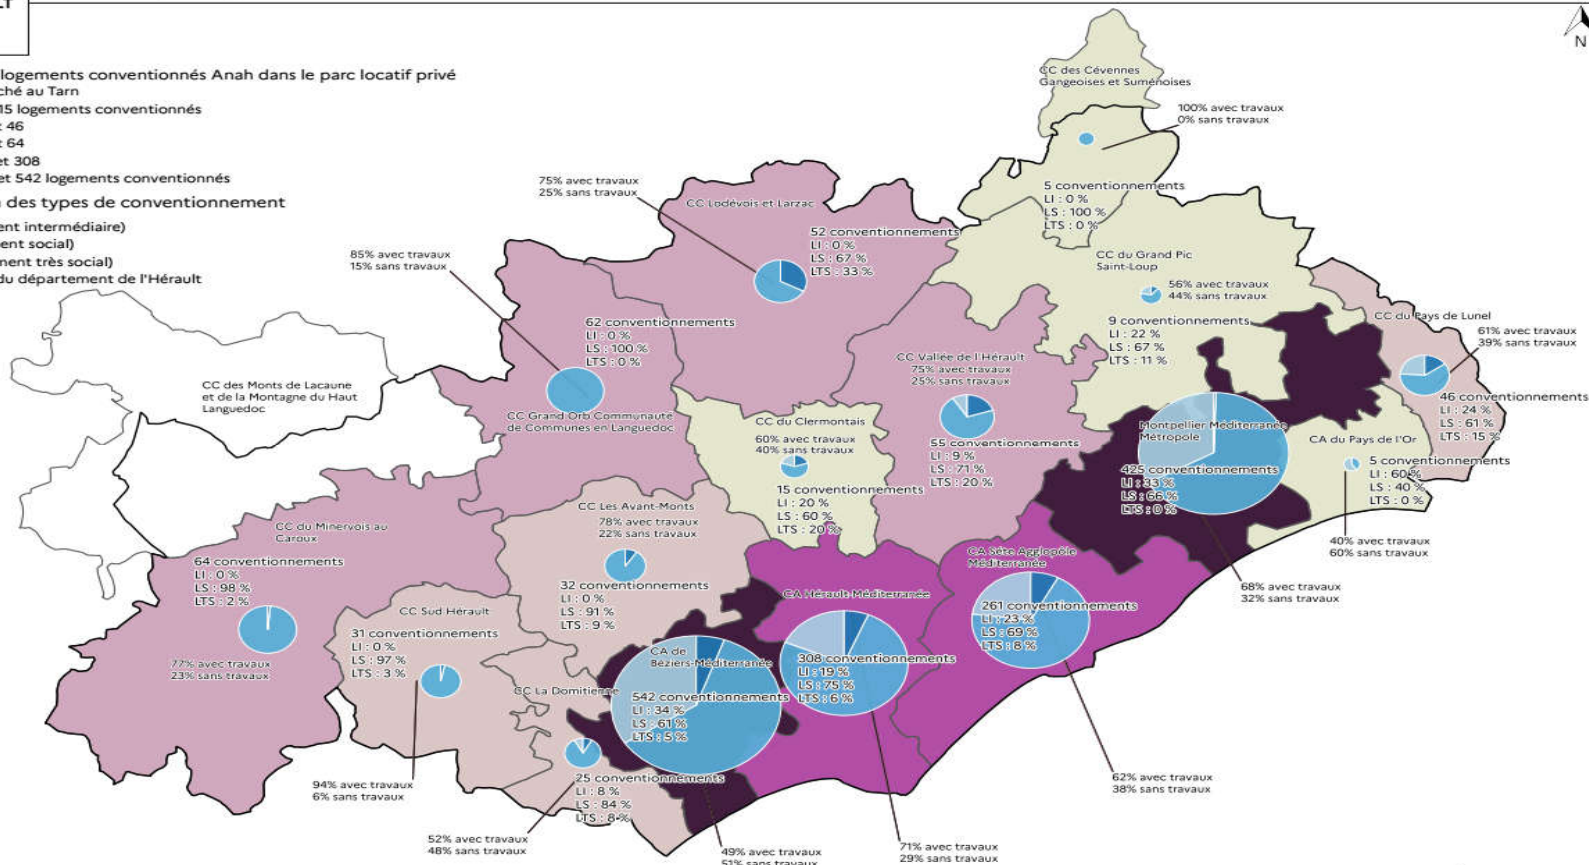 LT
N
logements conventionnés Anah dans le parc locatif privé
ché au Tarn
15 logements conventionnés
t 46
t 64
et 308
et 542 logements conventionnés
des types de conventionnement
ent intermédiaire)
ent social)
ment très social)
du département de l'Hérault
CC des Cévennes
Gangeoises et Suménoises
100% avec travaux
0% sans travaux
5 conventionnements
LI : 0 %
LS : 100 %
LTS : 0 %
75% avec travaux
25% sans travaux
CC Lodévois et Larzac
52 conventionnements
LI : 0 %
LS : 67 %
LTS : 33 %
85% avec travaux
15% sans travaux
62 conventionnements
LI : 0 %
LS : 100 %
LTS : 0 %
CC Grand Orb Communauté
de Communes en Languedoc
CC du Grand Pic
Saint-Loup
56% avec travaux
44% sans travaux
9 conventionnements
LI : 22 %
LS : 67 %
LTS : 11 %
CC du Pays de Lunel
61% avec travaux
39% sans travaux
46 conventionnements
LI : 24 %
LS : 61 %
LTS : 15 %
CC Vallée de l'Hérault
75% avec travaux
25% sans travaux
55 conventionnements
LI : 9 %
LS : 71 %
LTS : 20 %
CC des Monts de Lacaune
et de la Montagne du Haut
Languedoc
CC du Clermontais
60% avec travaux
40% sans travaux
15 conventionnements
LI : 20 %
LS : 60 %
LTS : 20 %
Montpellier Méditerranée
Métropole
425 conventionnements
LI : 33 %
LS : 66 %
LTS : 0 %
68% avec travaux
32% sans travaux
CA du Pays de l'Or
5 conventionnements
LI : 60 %
LS : 40 %
LTS : 0 %
40% avec travaux
60% sans travaux
CC du Minervois au
Caroux
64 conventionnements
LI : 0 %
LS : 98 %
LTS : 2 %
77% avec travaux
23% sans travaux
CC Les Avant-Monts
78% avec travaux
22% sans travaux
32 conventionnements
LI : 0 %
LS : 91 %
LTS : 9 %
CC Sud Hérault
31 conventionnements
LI : 0 %
LS : 97 %
LTS : 3 %
94% avec travaux
6% sans travaux
CA Sète Agglopôle
Méditerranée
261 conventionnements
LI : 23 %
LS : 69 %
LTS : 8 %
62% avec travaux
38% sans travaux
CA Hérault-Méditerranée
308 conventionnements
LI : 19 %
LS : 75 %
LTS : 6 %
71% avec travaux
29% sans travaux
CA de
Béziers-Méditerranée
542 conventionnements
LI : 34 %
LS : 61 %
LTS : 5 %
49% avec travaux
51% sans travaux
CC La Domitienne
25 conventionnements
LI : 8 %
LS : 84 %
LTS : 8 %
52% avec travaux
48% sans travaux